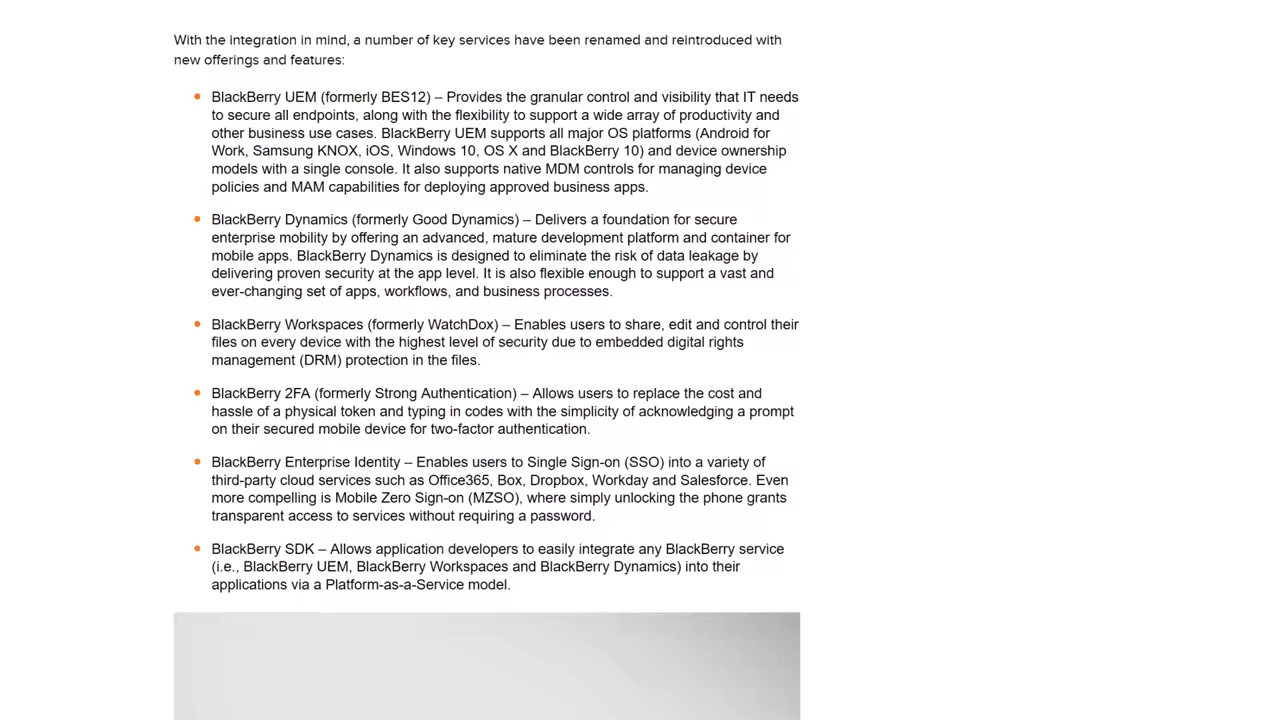 With the integration in mind, a number of key services have been renamed and reintroduced with
new offerings and features:
BlackBerry UEM (formerly BES12) – Provides the granular control and visibility that IT needs
to secure all endpoints, along with the flexibility to support a wide array of productivity and
other business use cases. BlackBerry UEM supports all major OS platforms (Android for
Work, Samsung KNOX, iOS, Windows 10, OS X and BlackBerry 10) and device ownership
models with a single console. It also supports native MDM controls for managing device
policies and MAM capabilities for deploying approved business apps.
BlackBerry Dynamics (formerly Good Dynamics) – Delivers a foundation for secure
enterprise mobility by offering an advanced, mature development platform and container for
mobile apps. BlackBerry Dynamics is designed to eliminate the risk of data leakage by
delivering proven security at the app level. It is also flexible enough to support a vast and
ever-changing set of apps, workflows, and business processes.
BlackBerry Workspaces (formerly WatchDox) – Enables users to share, edit and control their
files on every device with the highest level of security due to embedded digital rights
management (DRM) protection in the files.
BlackBerry 2FA (formerly Strong Authentication) – Allows users to replace the cost and
hassle of a physical token and typing in codes with the simplicity of acknowledging a prompt
on their secured mobile device for two-factor authentication.
BlackBerry Enterprise Identity – Enables users to Single Sign-on (SSO) into a variety of
third-party cloud services such as Office365, Box, Dropbox, Workday and Salesforce. Even
more compelling is Mobile Zero Sign-on (MZSO), where simply unlocking the phone grants
transparent access to services without requiring a password.
BlackBerry SDK – Allows application developers to easily integrate any BlackBerry service
(i.e., BlackBerry UEM, BlackBerry Workspaces and BlackBerry Dynamics) into their
applications via a Platform-as-a-Service model.